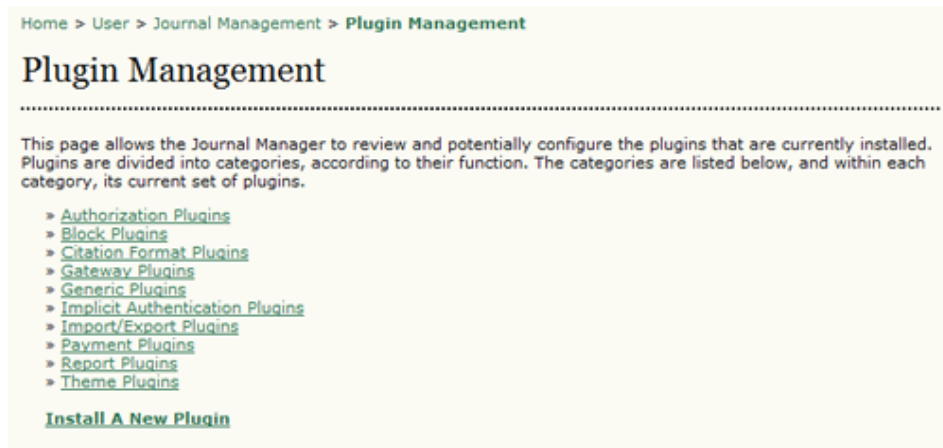 Home > User > Journal Management > Plugin Management
Plugin Management
This page allows the Journal Manager to review and potentially configure the plugins that are currently installed.
Plugins are divided into categories, according to their function. The categories are listed below, and within each
category, its current set of plugins.
» Authorization Plugins
» Block Plugins
» Citation Format Plugins
» Gateway Plugins
» Generic Plugins
» Implicit Authentication Plugins
» Import/Export Plugins
» Payment Plugins
» Report Plugins
» Theme Plugins
Install A New Plugin